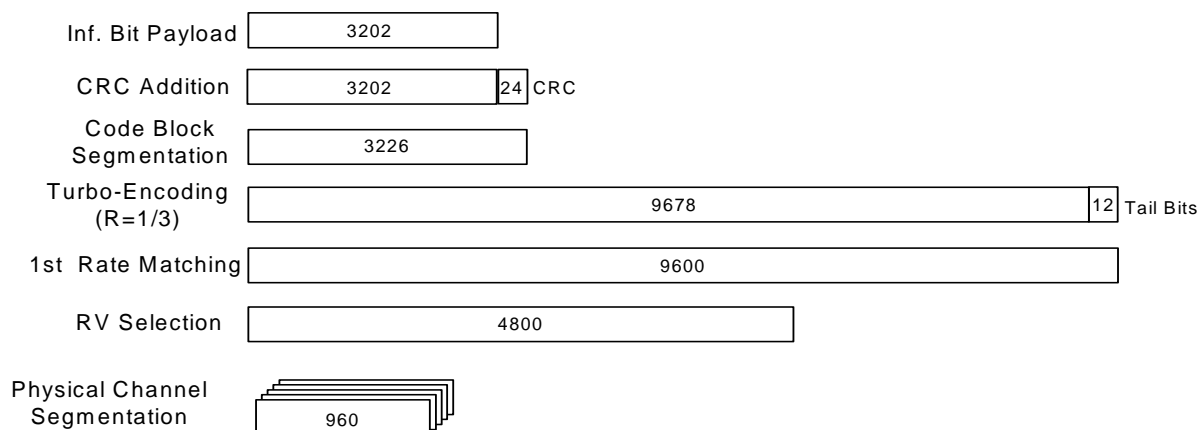 Inf. Bit Payload 3202
CRC Addition 3202 24 CRC
Code Block
Segmentation 3226
Turbo-Encoding
(R=1/3) 9678 12 Tail Bits
1st Rate Matching 9600
RV Selection 4800
Physical Channel
Segmentation 960